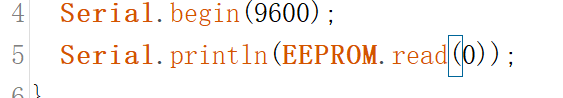 4 Serial.begin(9600);
5 Serial.println(EEPROM.read(0));
6 }